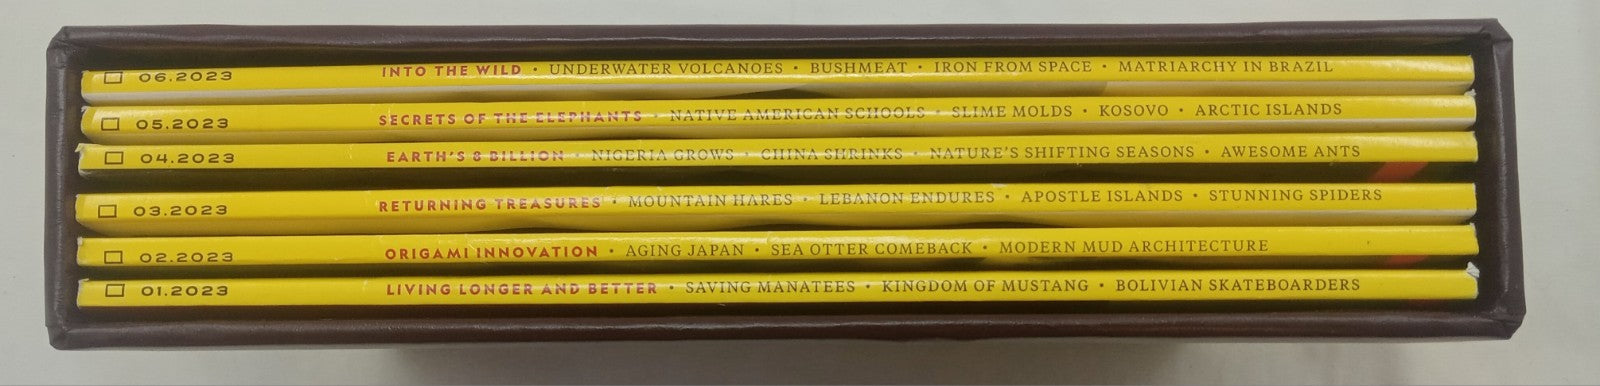 06.2023 INTO THE WILD • UNDERWATER VOLCANOES • BUSHMEAT • IRON FROM SPACE • MATRIARCHY IN BRAZIL
05.2023 SECRETS OF THE ELEPHANTS • NATIVE AMERICAN SCHOOLS • SLIME MOLDS • KOSOVO • ARCTIC ISLANDS
04.2023 EARTH'S 8 BILLION • NIGERIA GROWS • CHINA SHRINKS • NATURE'S SHIFTING SEASONS • AWESOME ANTS
03.2023 RETURNING TREASURES • MOUNTAIN HARES • LEBANON ENDURES • APOSTLE ISLANDS • STUNNING SPIDERS
02.2023 ORIGAMI INNOVATION • AGING JAPAN • SEA OTTER COMEBACK • MODERN MUD ARCHITECTURE
01.2023 LIVING LONGER AND BETTER • SAVING MANATEES • KINGDOM OF MUSTANG • BOLIVIAN SKATEBOARDERS